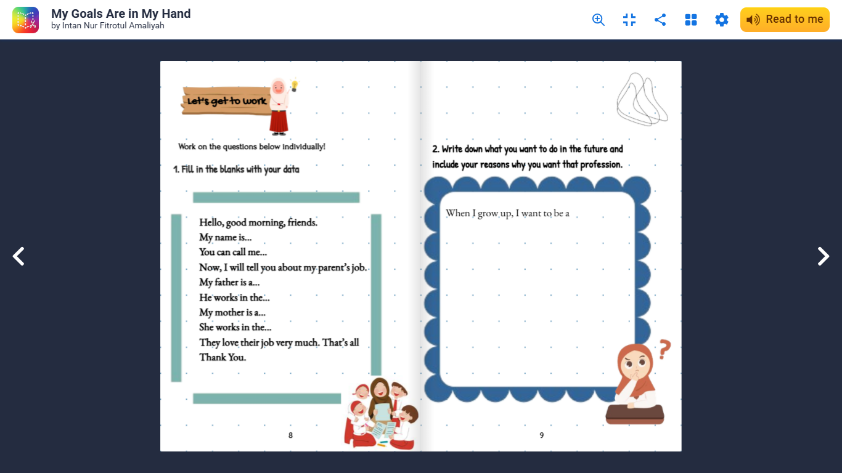 My Goals Are in My Hand
by Intan Nur Fitrotul Amaliyah
Read to me
Let's get to work
Work on the questions below individually!
1. Fill in the blanks with your data
Hello, good morning, friends.
My name is...
You can call me...
Now, I will tell you about my parent's job.
My father is a...
He works in the...
My mother is a...
She works in the...
They love their job very much. That's all
Thank You.
8
2. Write down what you want to do in the future and
include your reasons why you want that profession.
When I grow up, I want to be a
?
9